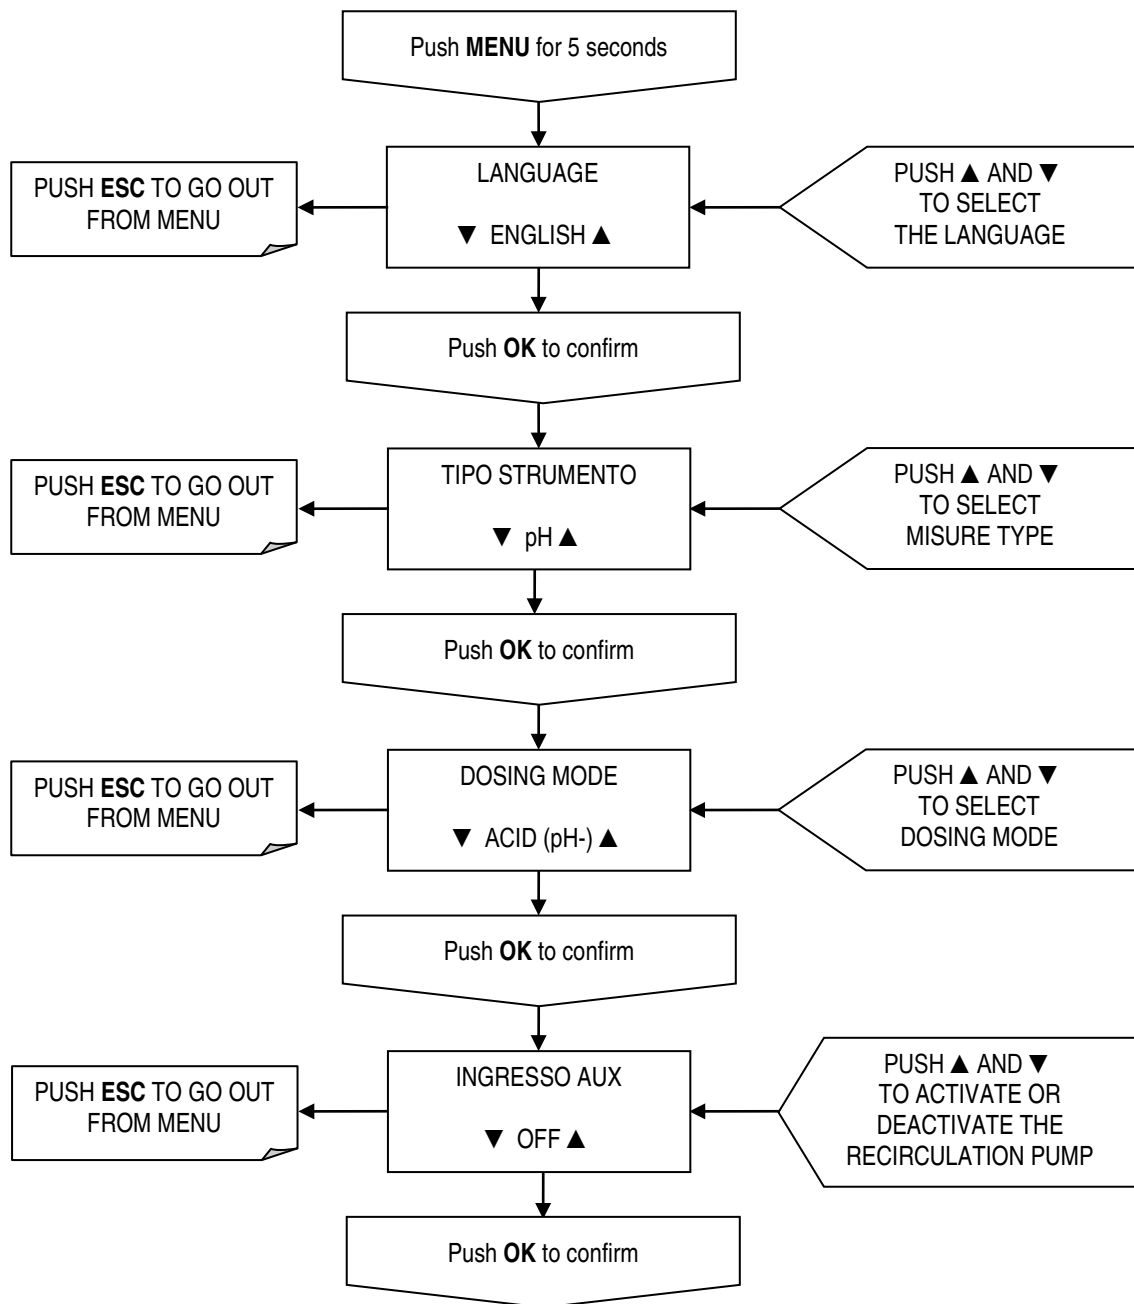 Push MENU for 5 seconds
PUSH ESC TO GO OUT
FROM MENU
LANGUAGE
▼ ENGLISH ▲
PUSH ▲ AND ▼
TO SELECT
THE LANGUAGE
Push OK to confirm
PUSH ESC TO GO OUT
FROM MENU
TIPO STRUMENTO
▼ pH ▲
PUSH ▲ AND ▼
TO SELECT
MISURE TYPE
Push OK to confirm
PUSH ESC TO GO OUT
FROM MENU
DOSING MODE
▼ ACID (pH-) ▲
PUSH ▲ AND ▼
TO SELECT
DOSING MODE
Push OK to confirm
PUSH ESC TO GO OUT
FROM MENU
INGRESSO AUX
▼ OFF ▲
PUSH ▲ AND ▼
TO ACTIVATE OR
DEACTIVATE THE
RECIRCULATION PUMP
Push OK to confirm